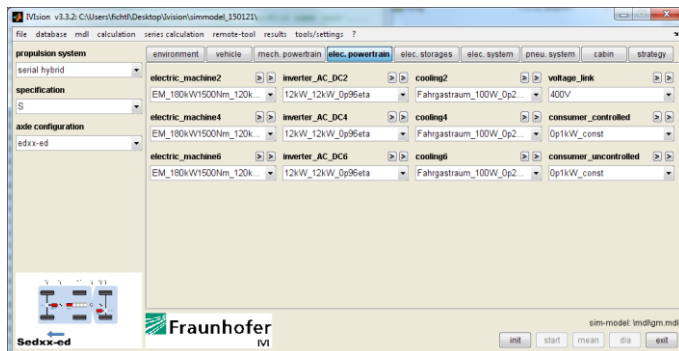 IVIsion v3.3.2: C:\Users\fichtl\Desktop\Ivision\simmodel_150121\
file database mdl calculation series calculation remote-tool results tools/settings ?
propulsion system
serial hybrid
specification
S
axle configuration
edxx-ed
environment vehicle mech. powertrain elec. powertrain elec. storages elec. system pneu. system cabin strategy
electric_machine2 > > inverter_AC_DC2 > > cooling2 > > voltage_link
EM_180kW1500Nm_120k... 12kW_12kW_0p96eta Fahrgastraum_100W_0p2... 400V
electric_machine4 > > inverter_AC_DC4 > > cooling4 > > consumer_controlled > >
EM_180kW1500Nm_120k... 12kW_12kW_0p96eta Fahrgastraum_100W_0p2... 0p1kW_const
electric_machine6 > > inverter_AC_DC6 > > cooling6 > > consumer_uncontrolled > >
EM_180kW1500Nm_120k... 12kW_12kW_0p96eta Fahrgastraum_100W_0p2... 0p1kW_const
Sedxx-ed
Fraunhofer
IVI
sim-model: \mdl\gm.mdl
init start mean dia exit